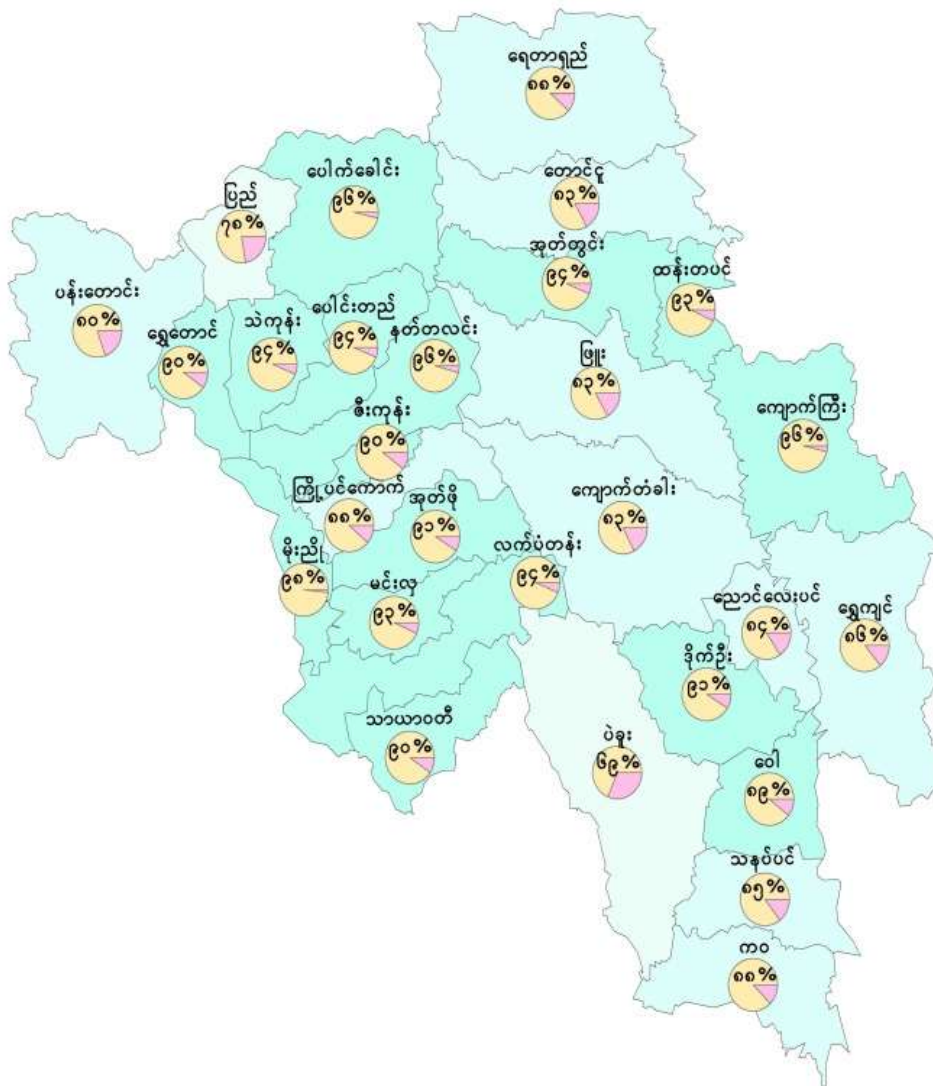 ရေတာရှည်
၈၈%
တောင်ငူ
၈၃%
ပေါက်ခေါင်း
၉၆%
ပြည်
၇၈%
အုတ်တွင်း
၉၄%
ထန်းတပင်
၉၃%
ပန်းတောင်း
၈၀%
ရွှေတောင်
၉၀%
သဲကုန်း
၉၄%
ပေါင်းတည်
၉၄%
နတ်တလင်း
၉၆%
ဖြူး
၈၃%
ကျောက်ကြီး
၉၆%
ဇီးကုန်း
၉၀%
ကြို့ပင်ကောက်
၈၈%
အုတ်ဖို
၉၁%
ကျောက်တံခါး
၈၃%
မိုးညို
၉၈%
မင်းလှ
၉၃%
လက်ပံတန်း
၉၄%
ညောင်လေးပင်
၈၄%
ရွှေကျင်
၈၆%
ဒိုက်ဦး
၉၁%
သာယာဝတီ
၉၀%
ပဲခူး
၆၉%
ဝေါ
၈၉%
သနပ်ပင်
၈၅%
ကဝ
၈၈%